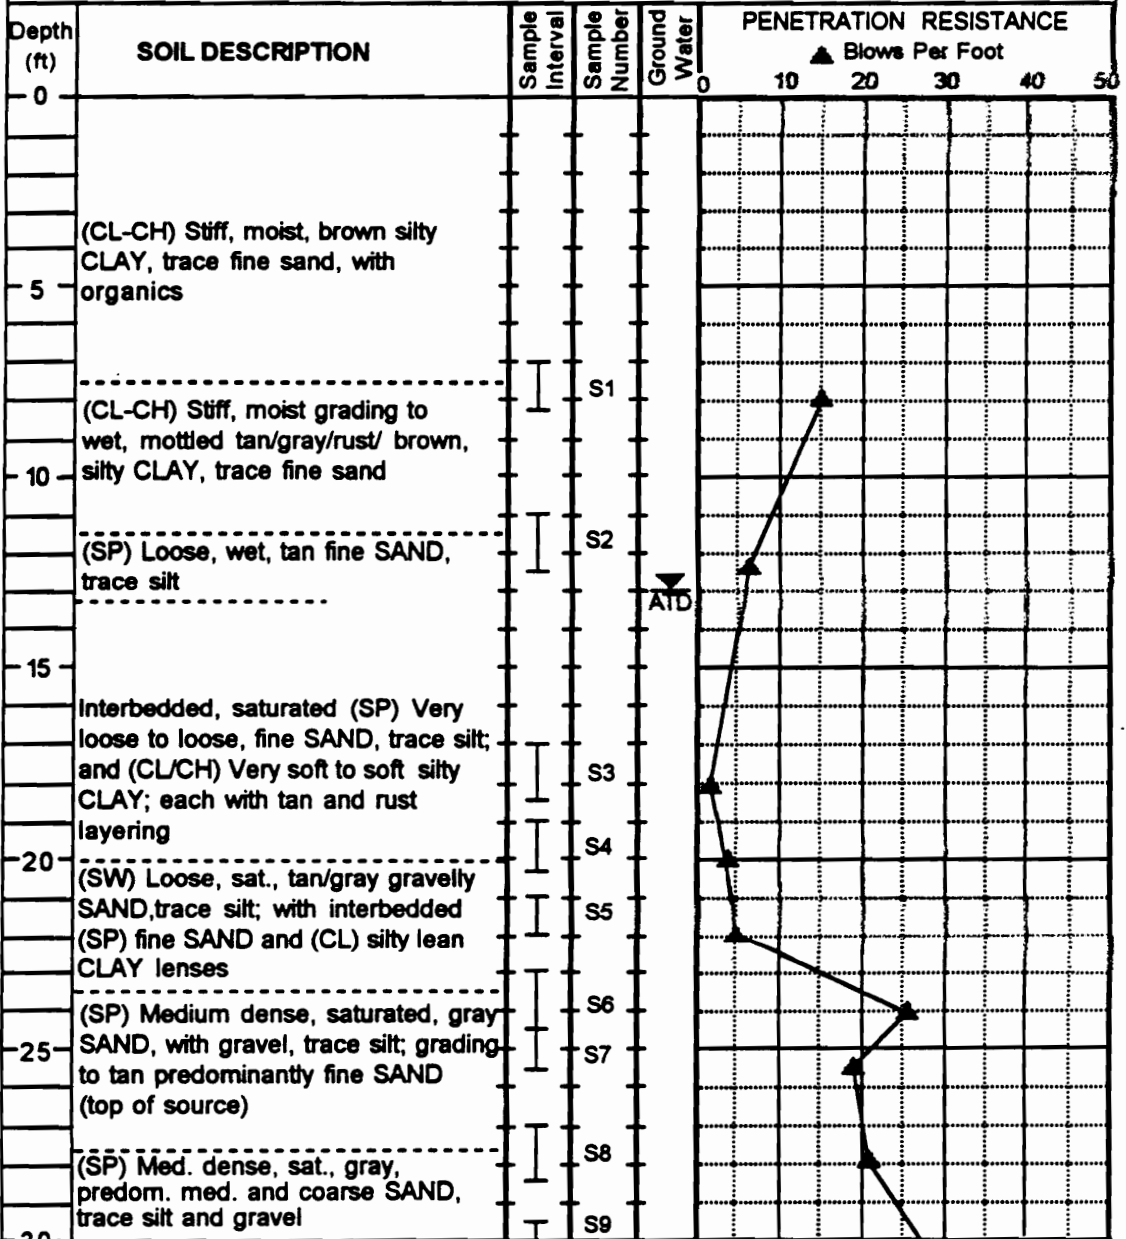 Depth
(ft)
SOIL DESCRIPTION
Sample
Interval
Sample
Number
Ground
Water
PENETRATION RESISTANCE
▲ Blows Per Foot
0 10 20 30 40 50
0
(CL-CH) Stiff, moist, brown silty
CLAY, trace fine sand, with
5
organics
S1
(CL-CH) Stiff, moist grading to
wet, mottled tan/gray/rust/ brown,
10
silty CLAY, trace fine sand
S2
(SP) Loose, wet, tan fine SAND,
trace silt
ATD
15
Interbedded, saturated (SP) Very
loose to loose, fine SAND, trace silt;
and (CL/CH) Very soft to soft silty
S3
CLAY; each with tan and rust
layering
S4
20
(SW) Loose, sat., tan/gray gravelly
SAND,trace silt; with interbedded
S5
(SP) fine SAND and (CL) silty lean
CLAY lenses
S6
(SP) Medium dense, saturated, gray
25
SAND, with gravel, trace silt; grading
S7
to tan predominantly fine SAND
(top of source)
S8
(SP) Med. dense, sat., gray,
predom. med. and coarse SAND,
trace silt and gravel
S9